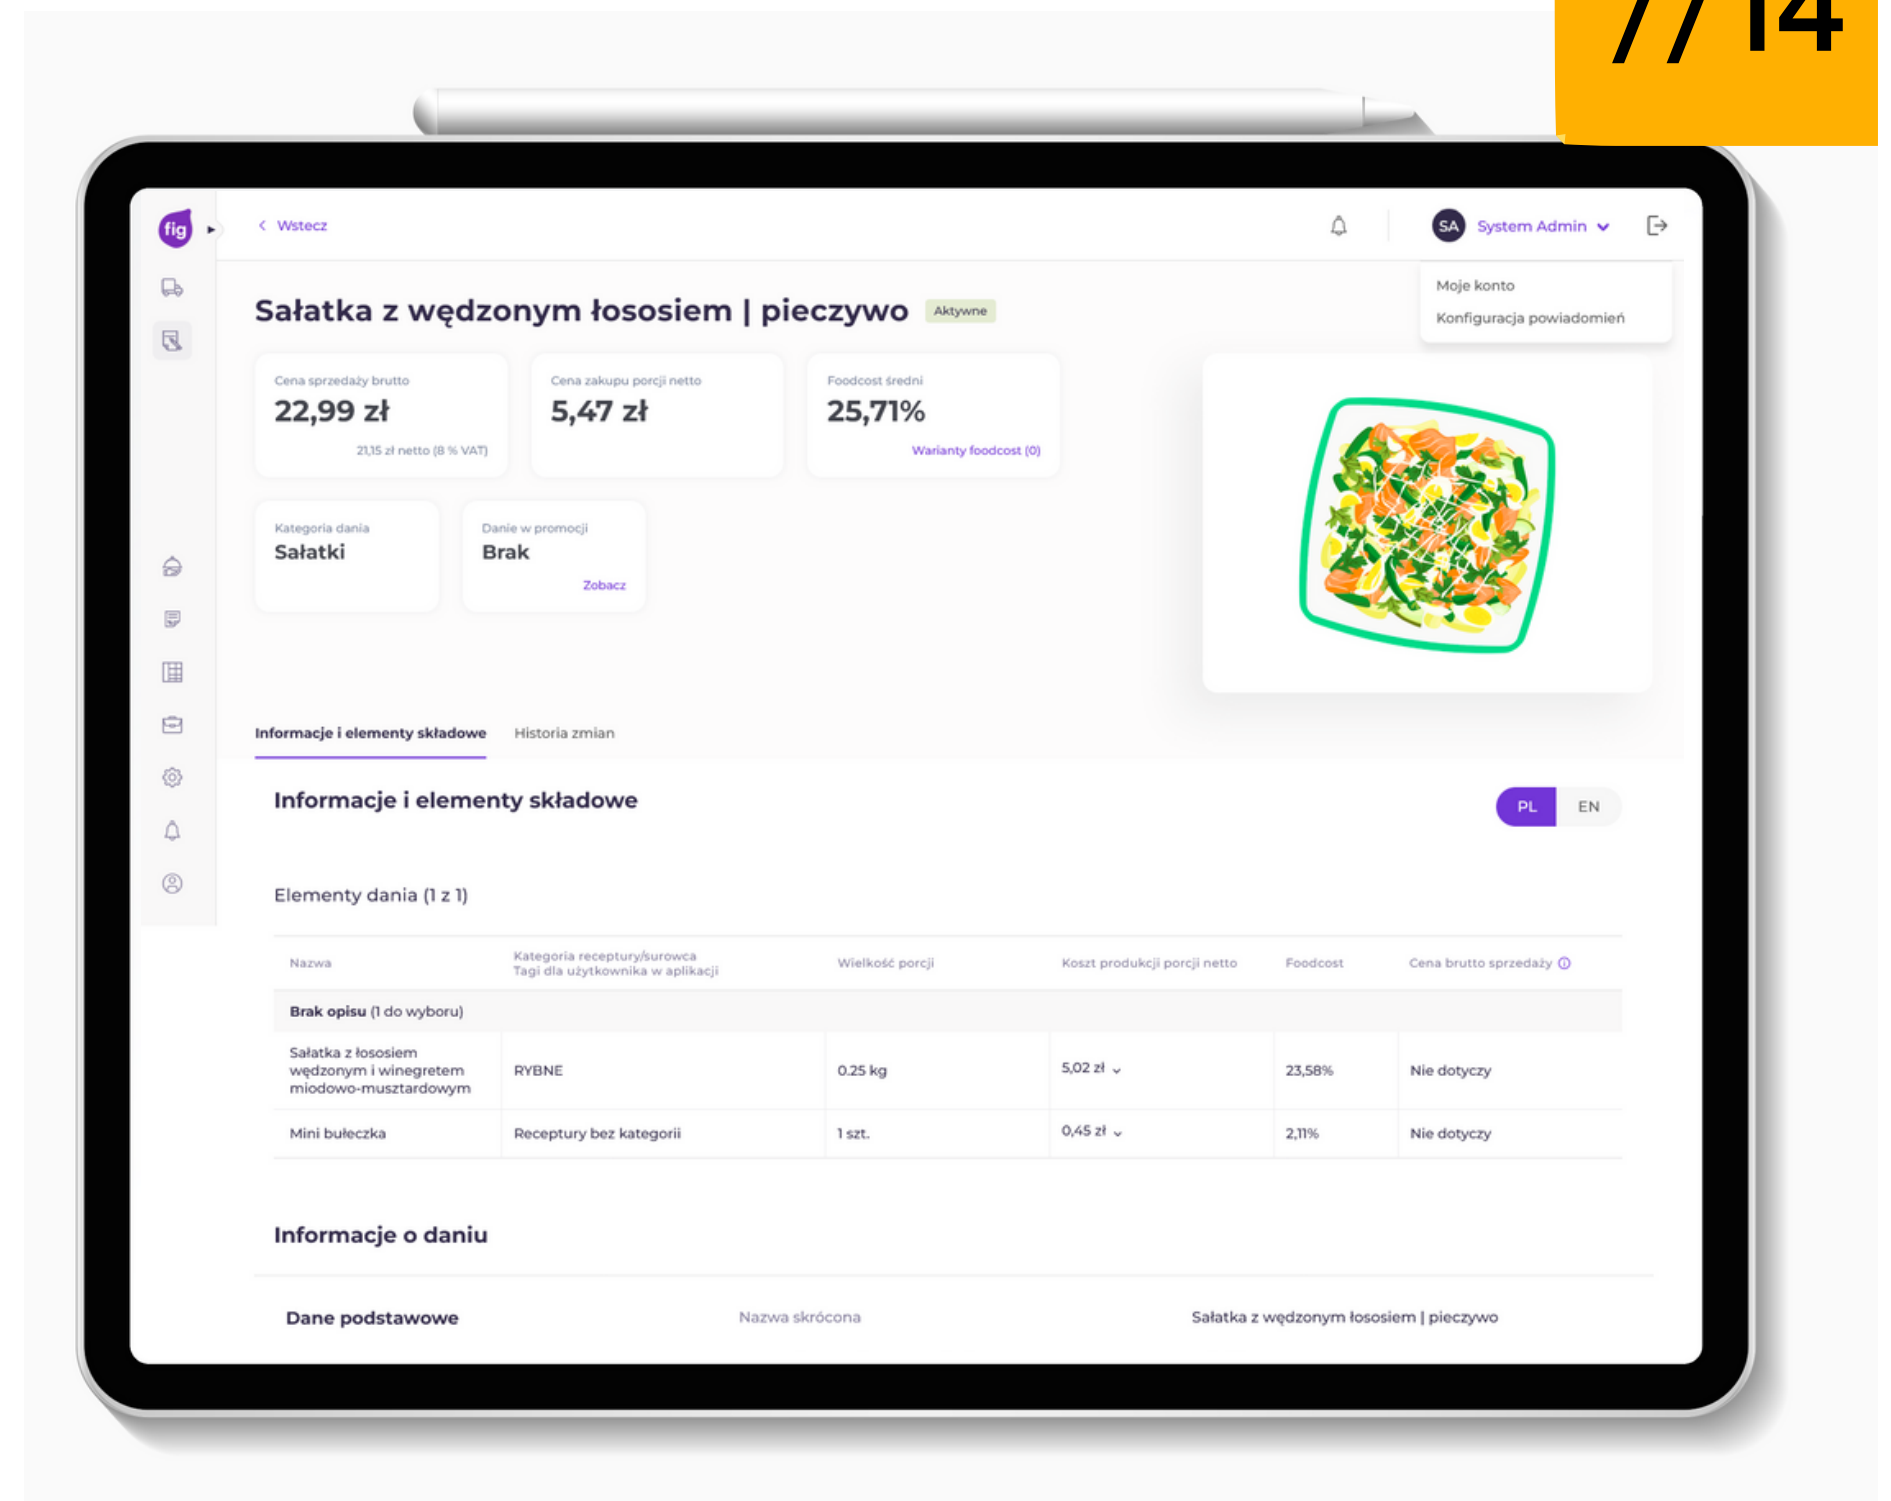 // 14
fig
Wstecz
SA System Admin
Moje konto
Konfiguracja powiadomień
Sałatka z wędzonym łososiem | pieczywo Aktywne
Cena sprzedaży brutto
22,99 zł
21,15 zł netto (8 % VAT)
Cena zakupu porcji netto
5,47 zł
Foodcost średni
25,71%
Warianty foodcost (0)
Kategoria dania
Sałatki
Danie w promocji
Brak
Zobacz
Informacje i elementy składowe Historia zmian
Informacje i elementy składowe
PL EN
Elementy dania (1 z 1)
Nazwa Kategoria receptury/surowca Wielkość porcji Koszt produkcji porcji netto Foodcost Cena brutto sprzedaży
Tagi dla użytkownika w aplikacji
Brak opisu (1 do wyboru)
Sałatka z łososiem
wędzonym i winegretem RYBNE 0.25 kg 5,02 zł 23,58% Nie dotyczy
miodowo-musztardowym
Mini bułeczka Receptury bez kategorii 1 szt. 0,45 zł 2,11% Nie dotyczy
Informacje o daniu
Dane podstawowe Nazwa skrócona Sałatka z wędzonym łososiem | pieczywo